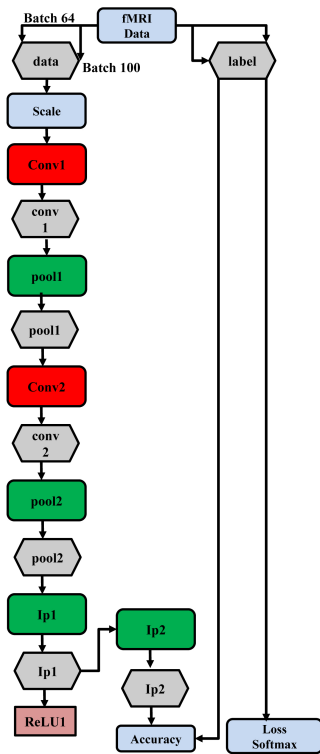 Batch 64
fMRI
Data
data
Batch 100
label
Scale
Conv1
conv
1
pool1
pool1
Conv2
conv
2
pool2
pool2
Ip1
Ip2
Ip1
Ip2
ReLU1
Accuracy
Loss
Softmax